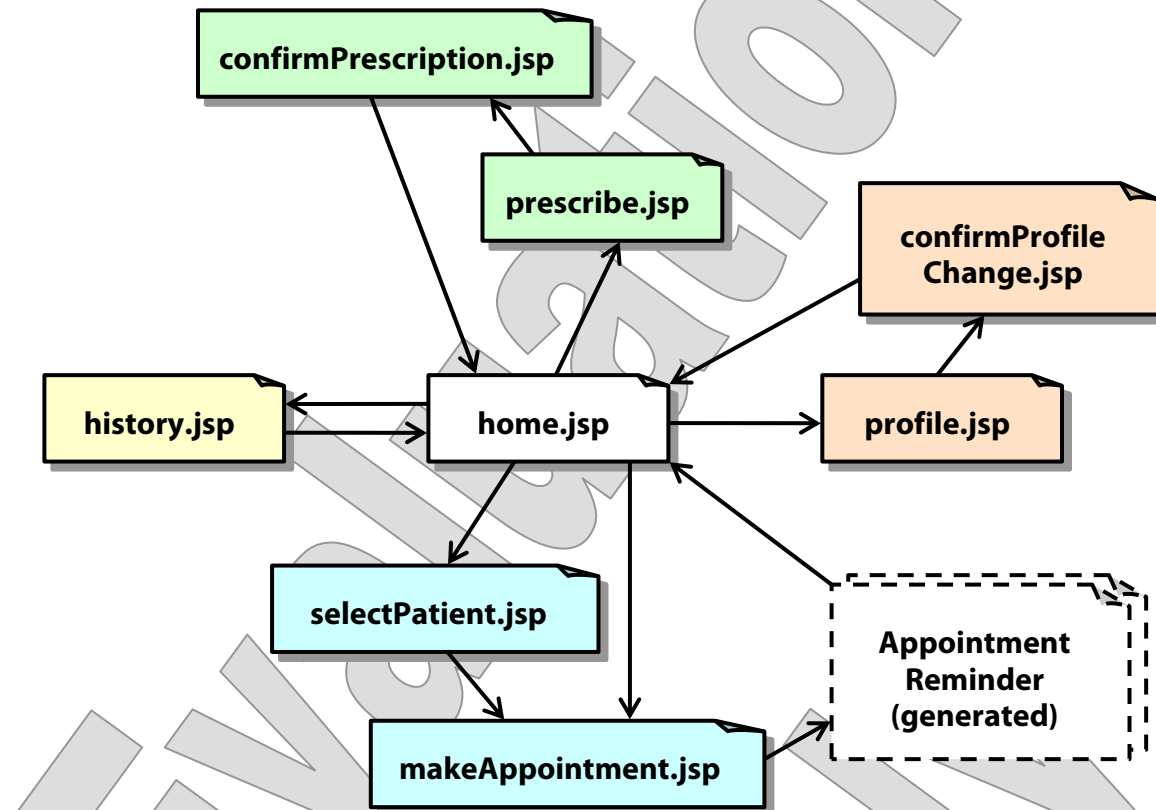 confirmPrescription.jsp
prescribe.jsp
confirmProfile
Change.jsp
history.jsp
home.jsp
profile.jsp
selectPatient.jsp
Appointment
Reminder
(generated)
makeAppointment.jsp